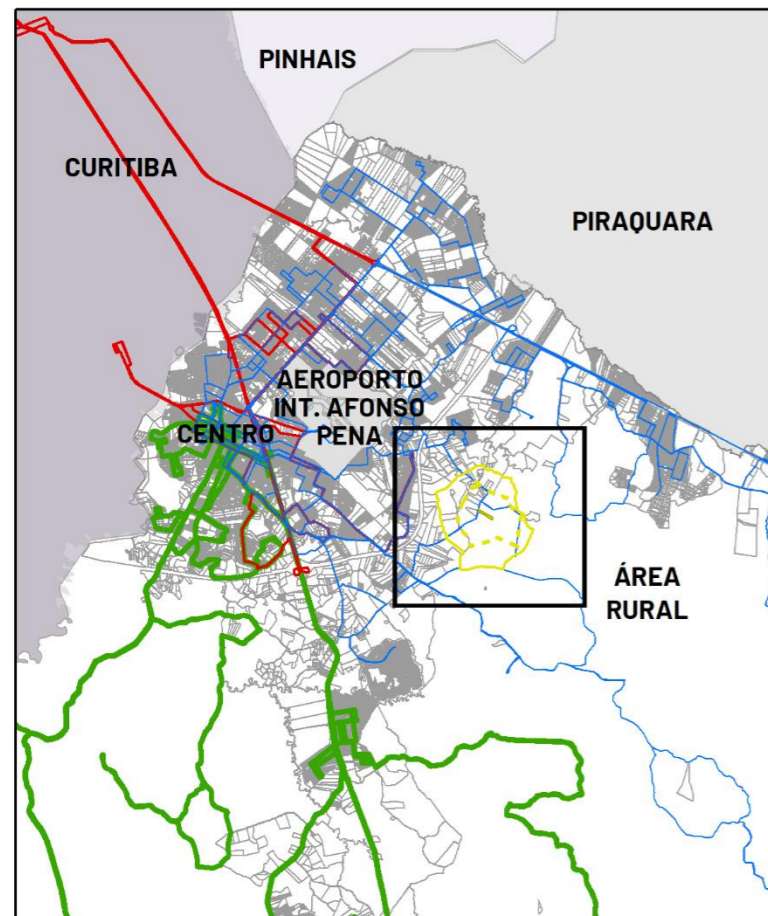 PINHAIS
CURITIBA
PIRAQUARA
AEROPORTO
INT. AFONSO
PENA
CENTRO
ÁREA
RURAL